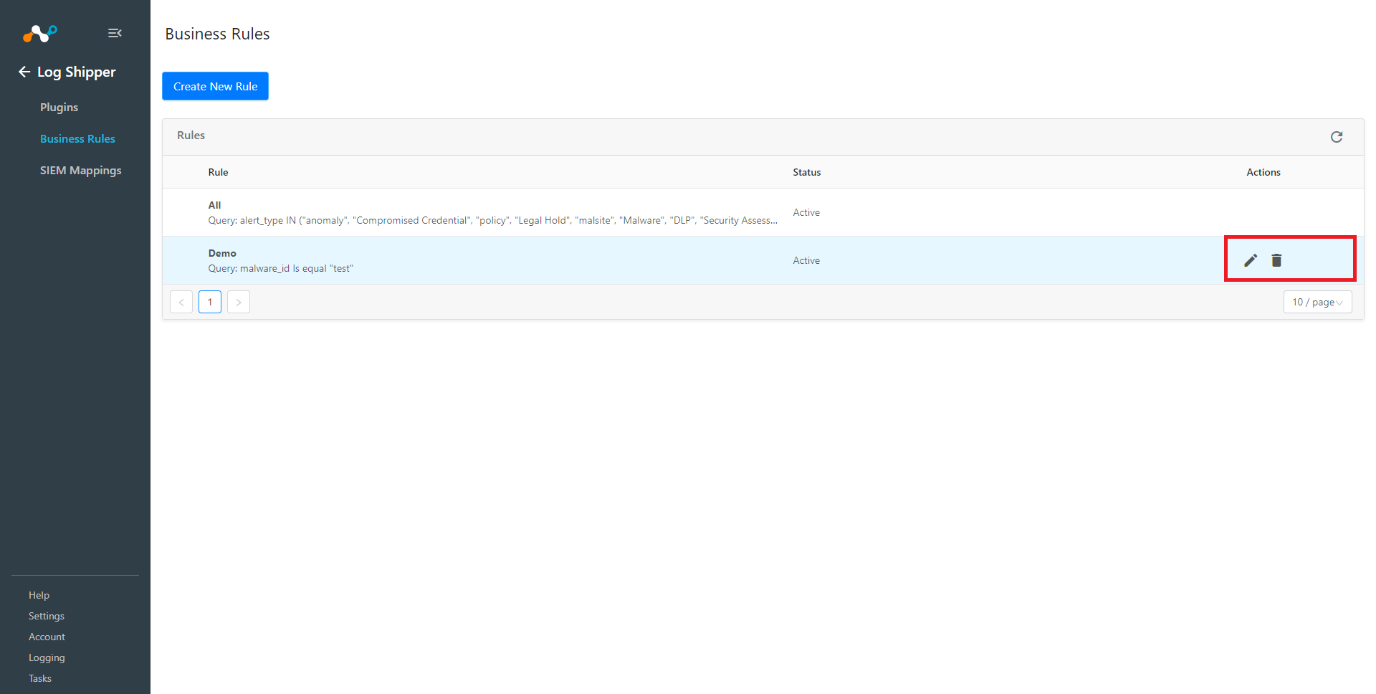 Log Shipper
Plugins
Business Rules
SIEM Mappings
Help
Settings
Account
Logging
Tasks
Business Rules
Create New Rule
Rules
Rule Status Actions
All
Query: alert_type IN ("anomaly", "Compromised Credential", "policy", "Legal Hold", "malsite", "Malware", "DLP", "Security Assess...
Active
Demo
Query: malware_id Is equal "test"
Active
< 1 > 10 / page